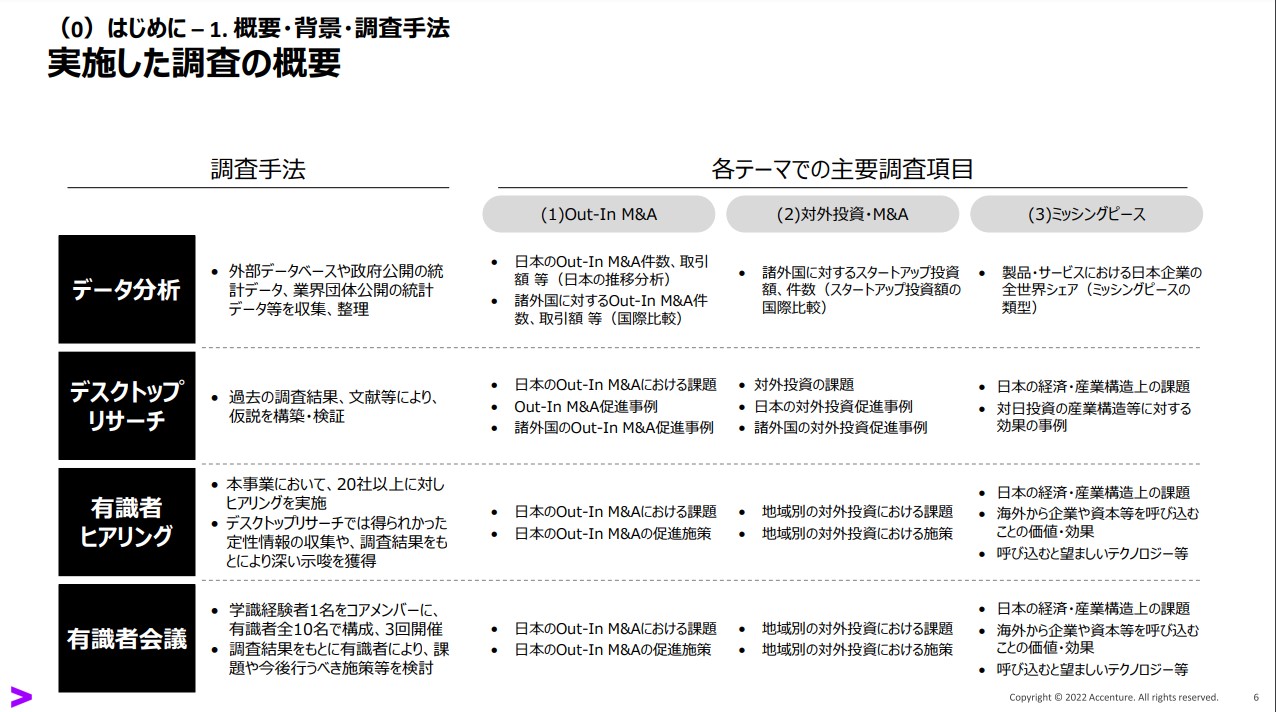 （0）はじめに – 1. 概要・背景・調査手法
実施した調査の概要
調査手法
各テーマでの主要調査項目
(1)Out-In M&A
(2)対外投資・M&A
(3)ミッシングピース
データ分析
• 外部データベースや政府公開の統
計データ、業界団体公開の統計
データ等を収集、整理
• 日本のOut-In M&A件数、取引
額 等（日本の推移分析）
• 諸外国に対するOut-In M&A件
数、取引額 等（国際比較）
• 諸外国に対するスタートアップ投資
額、件数（スタートアップ投資額の
国際比較）
• 製品・サービスにおける日本企業の
全世界シェア（ミッシングピースの
類型）
デスクトップ
リサーチ
• 過去の調査結果、文献等により、
仮説を構築・検証
• 日本のOut-In M&Aにおける課題
• Out-In M&A促進事例
• 諸外国のOut-In M&A促進事例
• 対外投資の課題
• 日本の対外投資促進事例
• 諸外国の対外投資促進事例
• 日本の経済・産業構造上の課題
• 対日投資の産業構造等に対する
効果の事例
有識者
ヒアリング
• 本事業において、20社以上に対し
ヒアリングを実施
• デスクトップリサーチでは得られかった
定性情報の収集や、調査結果をも
とにより深い示唆を獲得
• 日本のOut-In M&Aにおける課題
• 日本のOut-In M&Aの促進施策
• 地域別の対外投資における課題
• 地域別の対外投資における施策
• 日本の経済・産業構造上の課題
• 海外から企業や資本等を呼び込む
ことの価値・効果
• 呼び込むと望ましいテクノロジー等
有識者会議
• 学識経験者1名をコアメンバーに、
有識者全10名で構成、3回開催
• 調査結果をもとに有識者により、課
題や今後行うべき施策等を検討
• 日本のOut-In M&Aにおける課題
• 日本のOut-In M&Aの促進施策
• 地域別の対外投資における課題
• 地域別の対外投資における施策
• 日本の経済・産業構造上の課題
• 海外から企業や資本等を呼び込む
ことの価値・効果
• 呼び込むと望ましいテクノロジー等
Copyright © 2022 Accenture. All rights reserved.
6